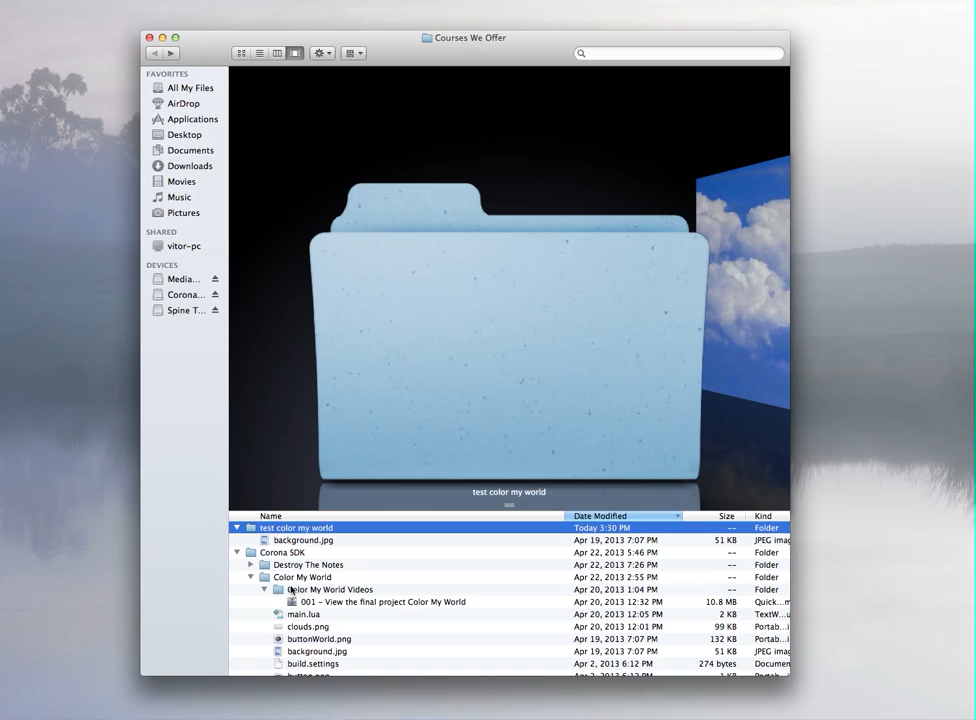 Courses We Offer
FAVORITES
All My Files
AirDrop
Applications
Desktop
Documents
Downloads
Movies
Music
Pictures
SHARED
vitor-pc
DEVICES
Media...
Corona...
Spine T...
test color my world
Name Date Modified Size Kind
test color my world Today 3:30 PM -- Folder
background.jpg Apr 19, 2013 7:07 PM 51 KB JPEG imag
Corona SDK Apr 22, 2013 5:46 PM -- Folder
Destroy The Notes Apr 22, 2013 7:26 PM -- Folder
Color My World Apr 22, 2013 2:55 PM -- Folder
Color My World Videos Apr 20, 2013 1:04 PM -- Folder
001 - View the final project Color My World Apr 20, 2013 12:32 PM 10.8 MB Quick...m
main.lua Apr 20, 2013 12:05 PM 2 KB TextW...
clouds.png Apr 20, 2013 12:01 PM 99 KB Portab...
buttonWorld.png Apr 19, 2013 7:07 PM 132 KB Portab...
background.jpg Apr 19, 2013 7:07 PM 51 KB JPEG imag
build.settings Apr 2, 2013 6:12 PM 274 bytes Documen